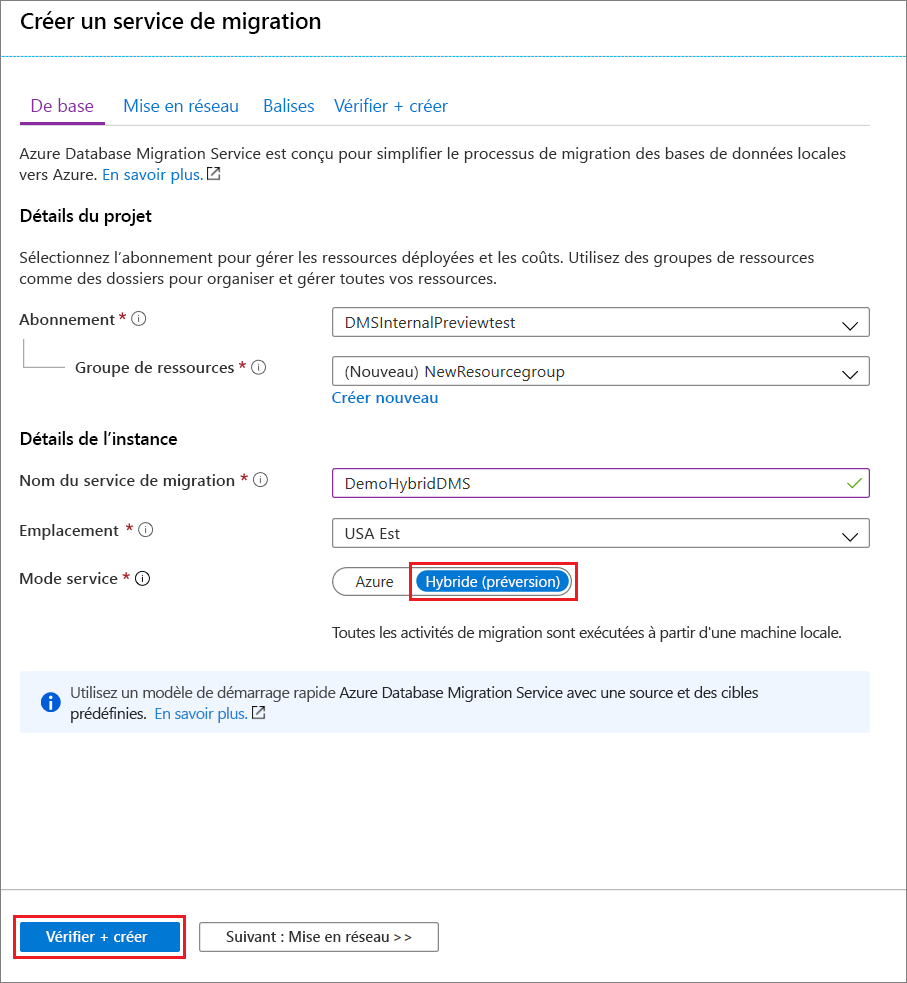 Créer un service de migration
De base Mise en réseau Balises Vérifier + créer
Azure Database Migration Service est conçu pour simplifier le processus de migration des bases de données locales
vers Azure. En savoir plus.
Détails du projet
Sélectionnez l’abonnement pour gérer les ressources déployées et les coûts. Utilisez des groupes de ressources
comme des dossiers pour organiser et gérer toutes vos ressources.
Abonnement *
DMSInternalPreviewtest
Groupe de ressources *
(Nouveau) NewResourcegroup
Créer nouveau
Détails de l’instance
Nom du service de migration *
DemoHybridDMS
Emplacement *
USA Est
Mode service *
Azure Hybride (préversion)
Toutes les activités de migration sont exécutées à partir d'une machine locale.
Utilisez un modèle de démarrage rapide Azure Database Migration Service avec une source et des cibles
prédéfinies. En savoir plus.
Vérifier + créer Suivant : Mise en réseau >>